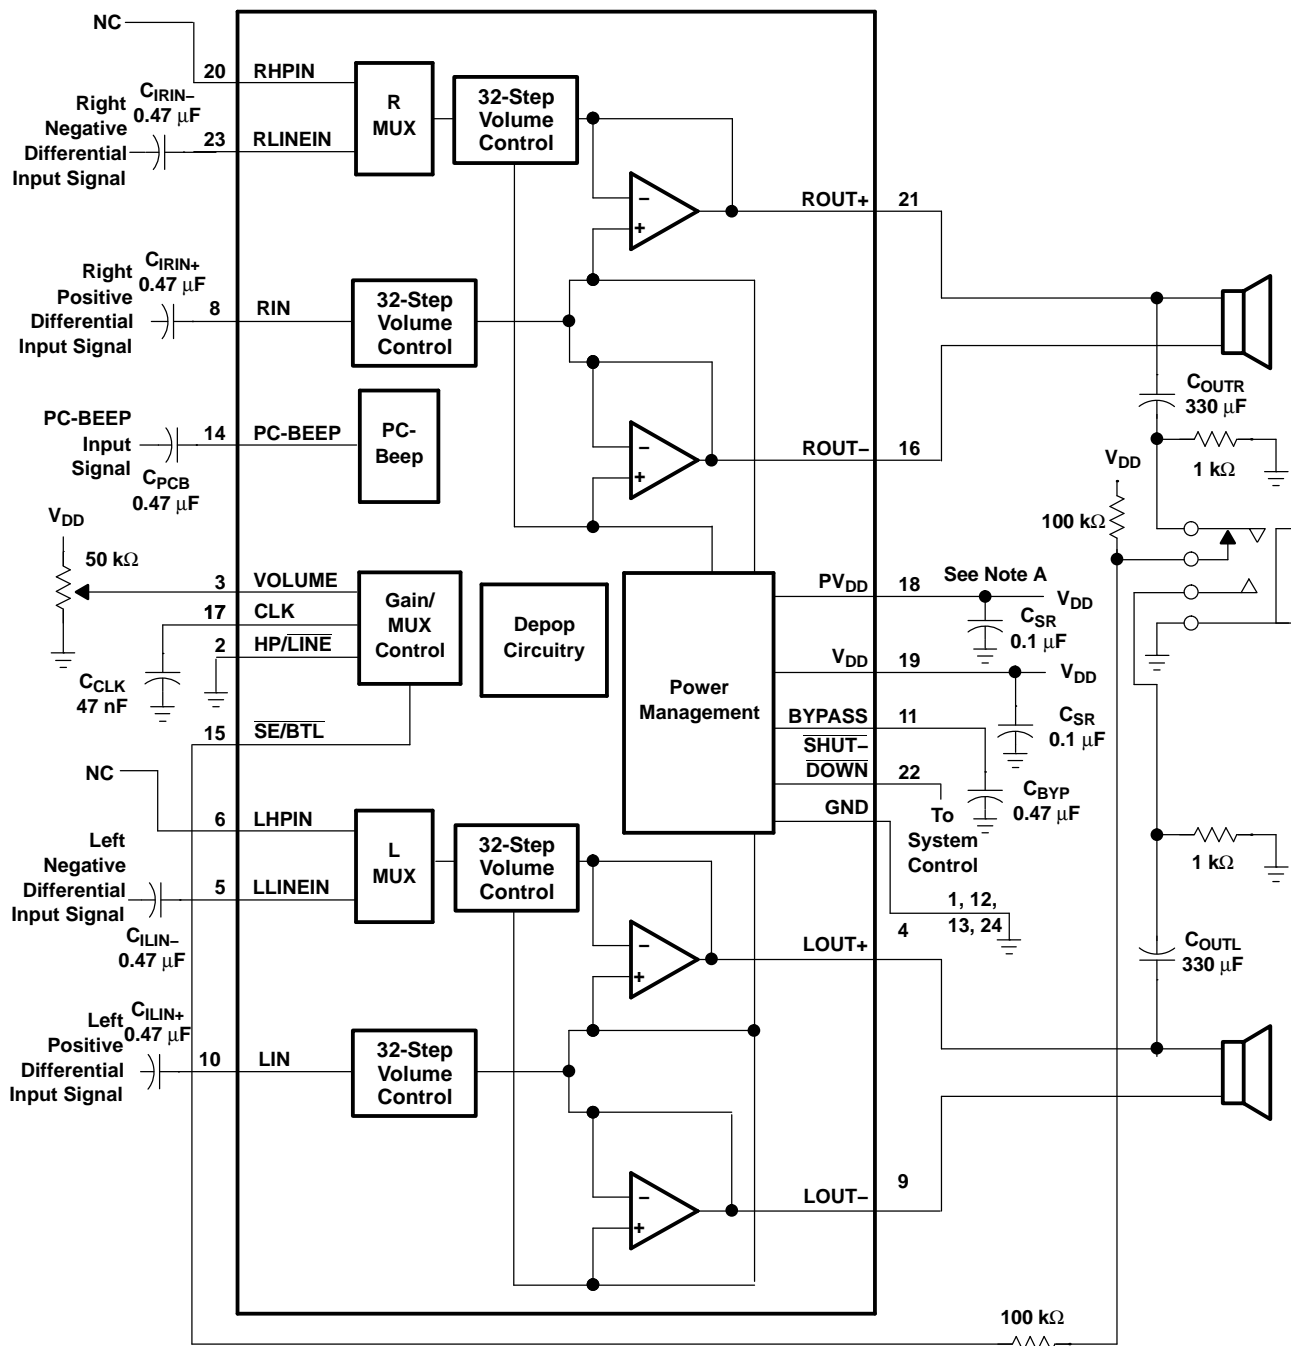 NC
20
RHPIN
Right
Negative
Differential
Input Signal
CIRIN−
0.47 μF
23
RLINEIN
R
MUX
32-Step
Volume
Control
−
+
ROUT+
21
Right
Positive
Differential
Input Signal
CIRIN+
0.47 μF
8
RIN
32-Step
Volume
Control
COUTR
330 μF
1 kΩ
PC-BEEP
Input
Signal
14
PC-BEEP
CPCB
0.47 μF
PC-
Beep
−
+
ROUT−
16
VDD
100 kΩ
VDD
50 kΩ
3
VOLUME
17
CLK
2
HP/LINE
CCLK
47 nF
Gain/
MUX
Control
Depop
Circuitry
Power
Management
PVDD
18
See Note A
VDD
CSR
0.1 μF
VDD
19
VDD
CSR
0.1 μF
BYPASS
11
SHUT−
DOWN
22
CBYP
0.47 μF
GND
To
System
Control
1, 12,
13, 24
15
SE/BTL
NC
6
LHPIN
Left
Negative
Differential
Input Signal
5
LLINEIN
CILIN−
0.47 μF
L
MUX
32-Step
Volume
Control
−
+
LOUT+
4
1 kΩ
COUTL
330 μF
Left
Positive
Differential
Input Signal
CILIN+
0.47 μF
10
LIN
32-Step
Volume
Control
−
+
LOUT−
9
100 kΩ